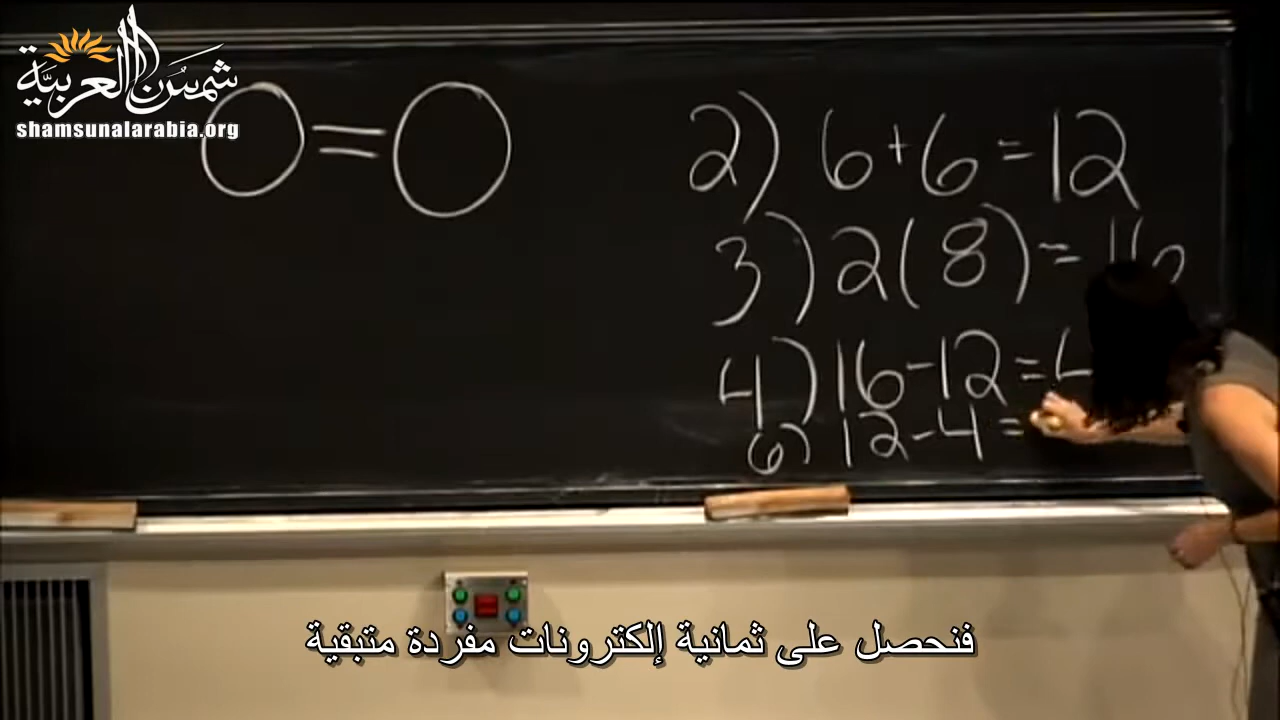 شمس العربية
shamsunalarabia.org
O=O
2) 6+6=12
3) 2(8)=16
4) 16-12=4
6) 12-4=
فنحصل على ثمانية إلكترونات مفردة متبقية